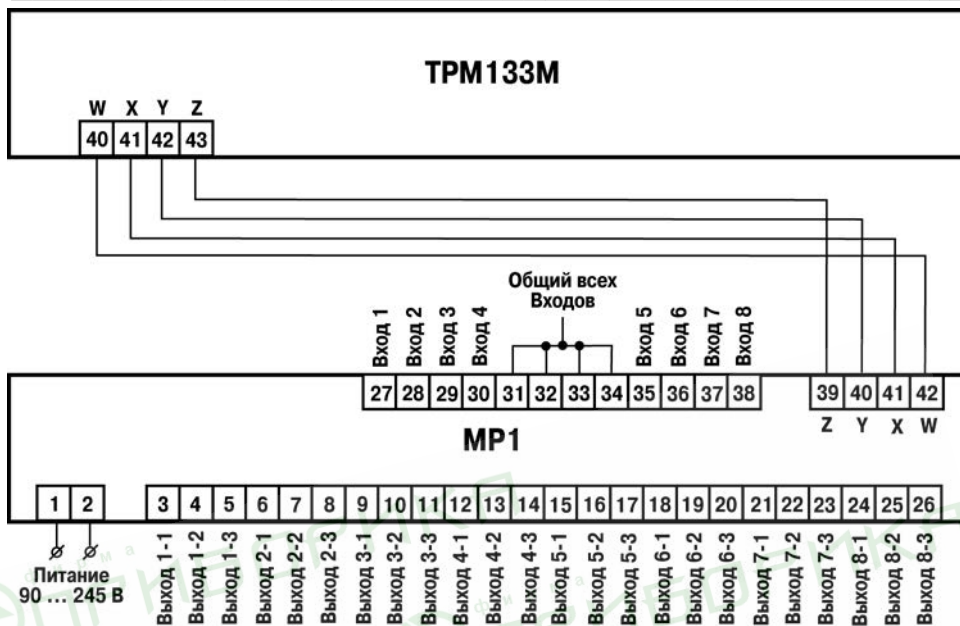 ТРМ133М
W X Y Z
40 41 42 43
Общий всех
Входов
Вход 1
Вход 2
Вход 3
Вход 4
Вход 5
Вход 6
Вход 7
Вход 8
27 28 29 30 31 32 33 34 35 36 37 38
39 40 41 42
Z Y X W
МР1
1 2
3 4 5 6 7 8 9 10 11 12 13 14 15 16 17 18 19 20 21 22 23 24 25 26
Питание
90 ... 245 В
Выход 1-1
Выход 1-2
Выход 1-3
Выход 2-1
Выход 2-2
Выход 2-3
Выход 3-1
Выход 3-2
Выход 3-3
Выход 4-1
Выход 4-2
Выход 4-3
Выход 5-1
Выход 5-2
Выход 5-3
Выход 6-1
Выход 6-2
Выход 6-3
Выход 7-1
Выход 7-2
Выход 7-3
Выход 8-1
Выход 8-2
Выход 8-3